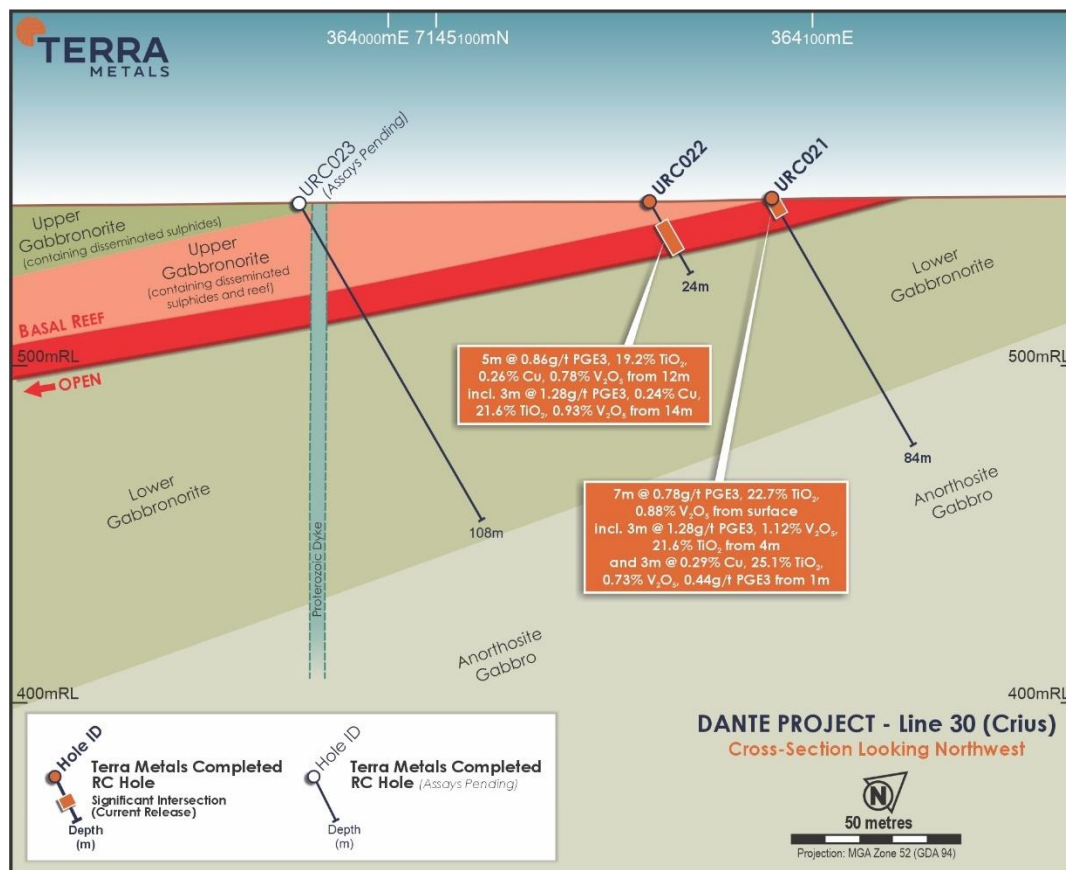 TERRA
METALS
364000mE 7145100mN
364100mE
URC023
(Assays Pending)
URC022
URC021
Upper
Gabbronorite
(containing disseminated sulphides)
Upper
Gabbronorite
(containing disseminated
sulphides and reef)
BASAL REEF
500mRL
OPEN
24m
Lower
Gabbronorite
500mRL
5m @ 0.86g/t PGE3, 19.2% TiO₂,
0.26% Cu, 0.78% V₂O₅ from 12m
incl. 3m @ 1.28g/t PGE3, 0.24% Cu,
21.6% TiO₂, 0.93% V₂O₅ from 14m
84m
7m @ 0.78g/t PGE3, 22.7% TiO₂,
0.88% V₂O₅ from surface
incl. 3m @ 1.28g/t PGE3, 1.12% V₂O₅,
21.6% TiO₂ from 4m
and 3m @ 0.29% Cu, 25.1% TiO₂,
0.73% V₂O₅, 0.44g/t PGE3 from 1m
Anorthosite
Gabbro
Lower
Gabbronorite
108m
Proterozoic Dyke
Anorthosite
Gabbro
400mRL
400mRL
Hole ID
Terra Metals Completed
RC Hole
Significant Intersection
(Current Release)
Depth
(m)
Hole ID
Terra Metals Completed
RC Hole (Assays Pending)
Depth
(m)
DANTE PROJECT - Line 30 (Crius)
Cross-Section Looking Northwest
N
50 metres
Projection: MGA Zone 52 (GDA 94)